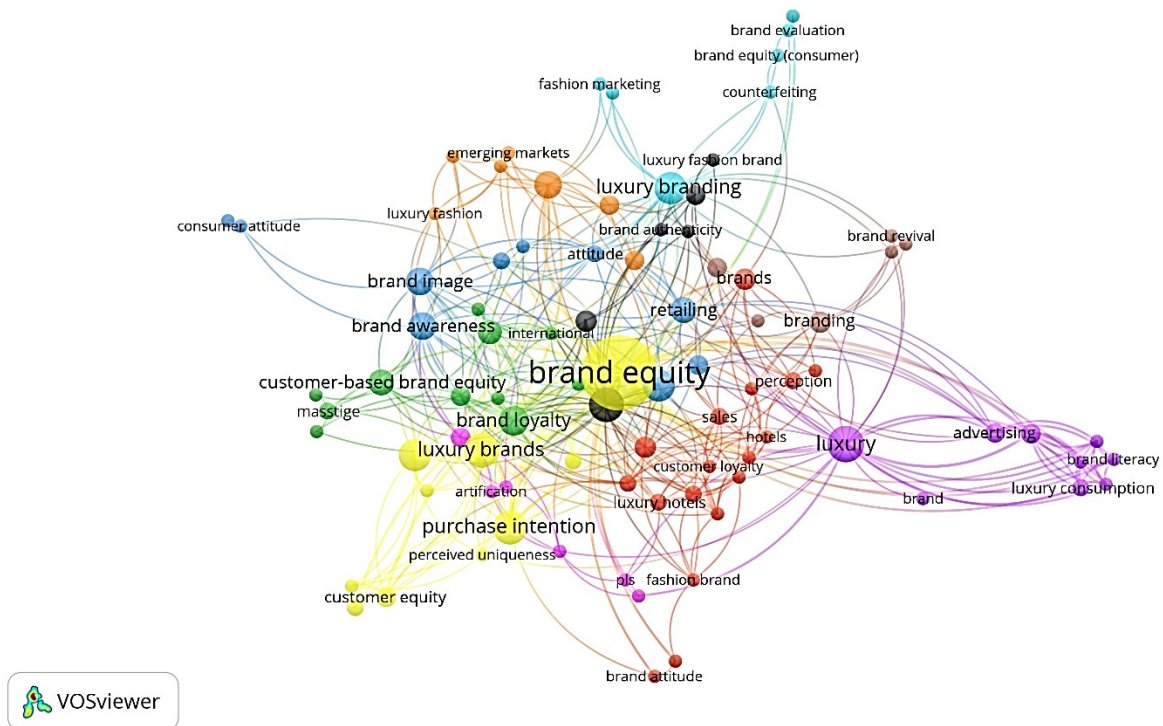 brand evaluation
brand equity (consumer)
fashion marketing
counterfeiting
emerging markets
luxury fashion brand
luxury branding
luxury fashion
consumer attitude
brand authenticity
brand revival
attitude
brand image
brands
retailing
brand awareness
international
branding
brand equity
customer-based brand equity
perception
masstige
brand loyalty
sales
hotels
luxury
advertising
luxury brands
customer loyalty
brand literacy
artification
luxury consumption
luxury hotels
brand
purchase intention
perceived uniqueness
pls
fashion brand
customer equity
brand attitude
VOSviewer